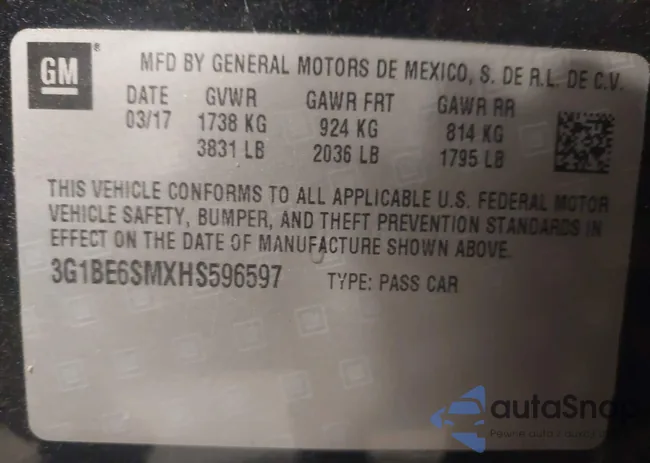 GM®
MFD BY GENERAL MOTORS DE MEXICO, S. DE R.L. DE C.V.
DATE GVWR GAWR FRT GAWR RR
03/17 1738 KG 924 KG 814 KG
3831 LB 2036 LB 1795 LB
THIS VEHICLE CONFORMS TO ALL APPLICABLE U.S. FEDERAL MOTOR
VEHICLE SAFETY, BUMPER, AND THEFT PREVENTION STANDARDS IN
EFFECT ON THE DATE OF MANUFACTURE SHOWN ABOVE.
3G1BE6SMXHS596597 TYPE: PASS CAR
autaSnap
Pewne auta z